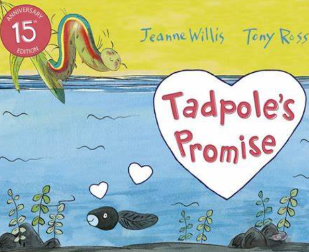 ANNIVERSARY
15th
EDITION
Jeanne Willis Tony Ross
Tadpole's
Promise